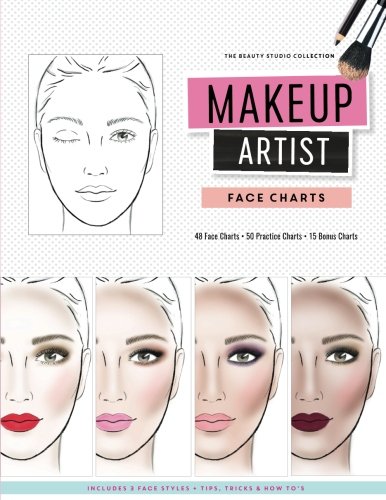 THE BEAUTY STUDIO COLLECTION
MAKEUP
ARTIST
FACE CHARTS
48 Face Charts • 50 Practice Charts • 15 Bonus Charts
INCLUDES 3 FACE STYLES + TIPS, TRICKS & HOW TO'S